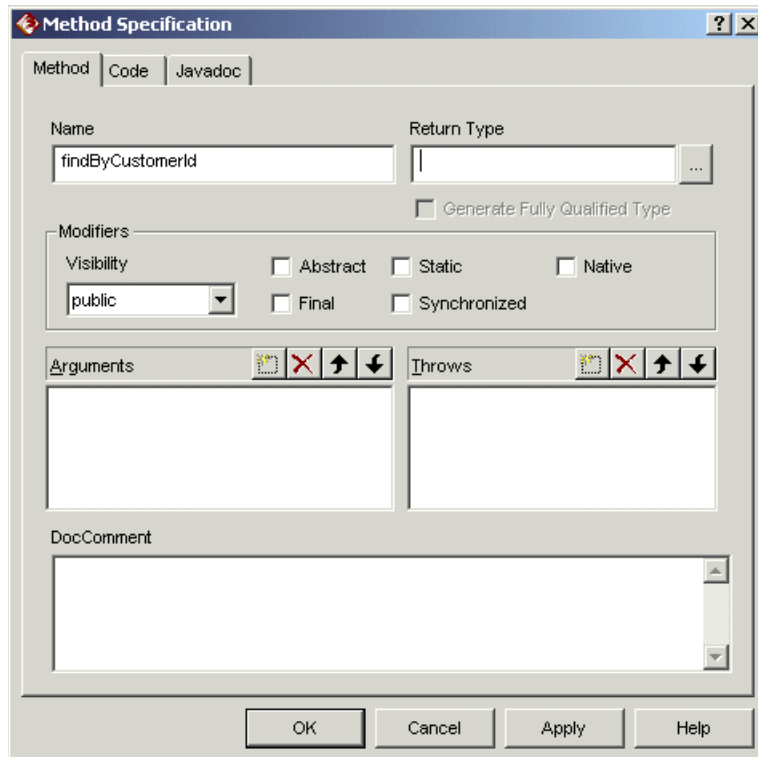 Method Specification
Method Code Javadoc
Name Return Type
findByCustomerId ...
Generate Fully Qualified Type
Modifiers
Visibility Abstract Static Native
public Final Synchronized
Arguments Throws
DocComment
OK Cancel Apply Help